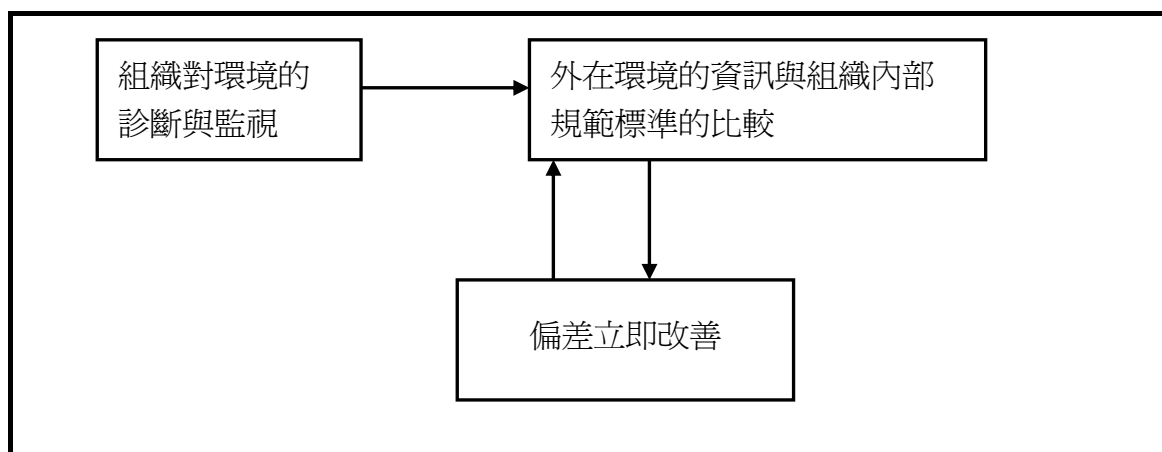 組織對環境的
診斷與監視
外在環境的資訊與組織內部
規範標準的比較
偏差立即改善